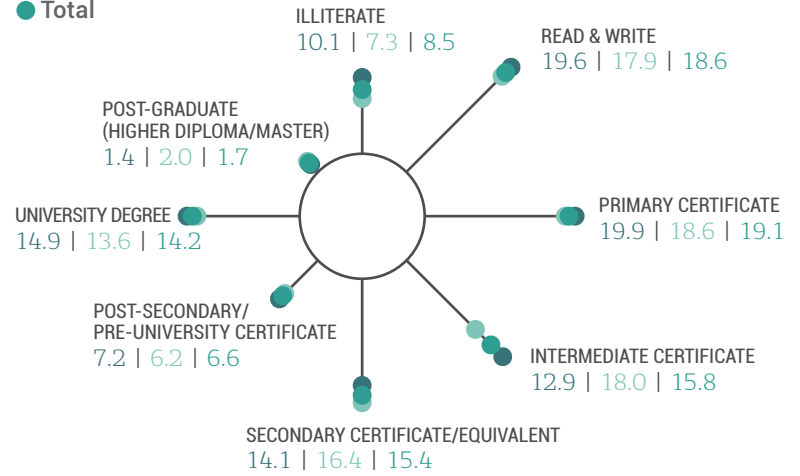 Total
ILLITERATE
10.1 | 7.3 | 8.5
READ & WRITE
19.6 | 17.9 | 18.6
POST-GRADUATE
(HIGHER DIPLOMA/MASTER)
1.4 | 2.0 | 1.7
UNIVERSITY DEGREE
14.9 | 13.6 | 14.2
PRIMARY CERTIFICATE
19.9 | 18.6 | 19.1
POST-SECONDARY/
PRE-UNIVERSITY CERTIFICATE
7.2 | 6.2 | 6.6
INTERMEDIATE CERTIFICATE
12.9 | 18.0 | 15.8
SECONDARY CERTIFICATE/EQUIVALENT
14.1 | 16.4 | 15.4